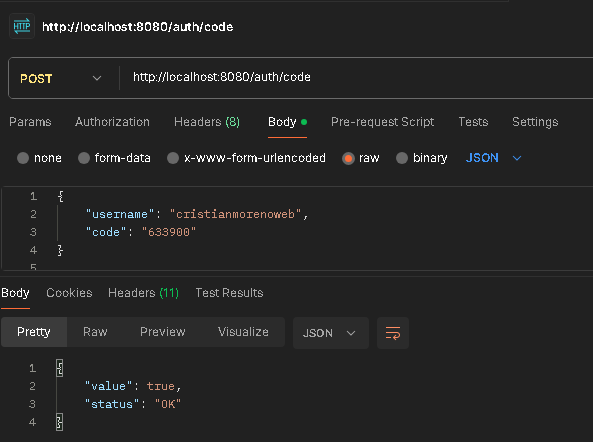 HTTP http://localhost:8080/auth/code
POST http://localhost:8080/auth/code
Params Authorization Headers (8) Body Pre-request Script Tests Settings
none form-data x-www-form-urlencoded raw binary JSON
1 {
2 "username": "cristianmorenoweb",
3 "code": "633900"
4 }
5
Body Cookies Headers (11) Test Results
Pretty Raw Preview Visualize JSON
1 {
2 "value": true,
3 "status": "OK"
4 }